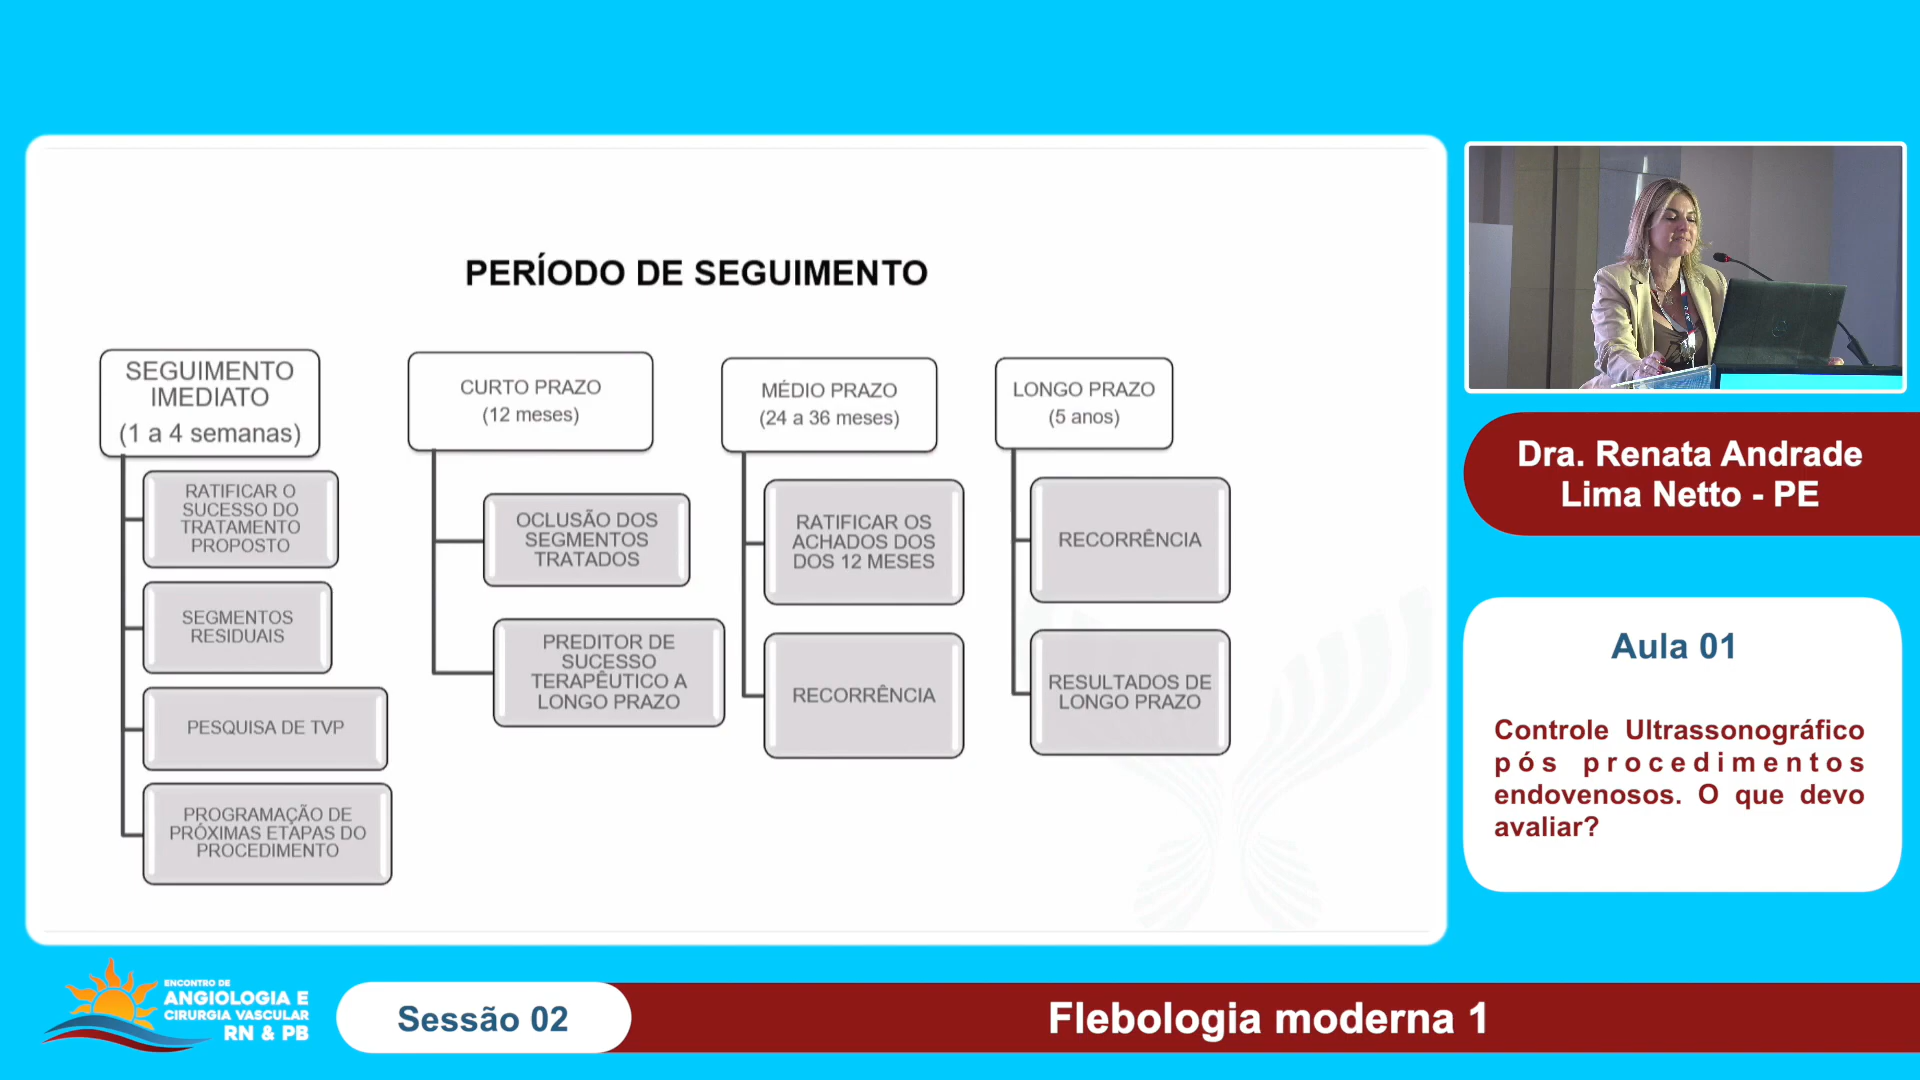 PERÍODO DE SEGUIMENTO
SEGUIMENTO
IMEDIATO
(1 a 4 semanas)
RATIFICAR O
SUCESSO DO
TRATAMENTO
PROPOSTO
SEGMENTOS
RESIDUAIS
PESQUISA DE TVP
PROGRAMAÇÃO DE
PRÓXIMAS ETAPAS DO
PROCEDIMENTO
CURTO PRAZO
(12 meses)
OCLUSÃO DOS
SEGMENTOS
TRATADOS
PREDITOR DE
SUCESSO
TERAPÊUTICO A
LONGO PRAZO
MÉDIO PRAZO
(24 a 36 meses)
RATIFICAR OS
ACHADOS DOS
DOS 12 MESES
RECORRÊNCIA
LONGO PRAZO
(5 anos)
RECORRÊNCIA
RESULTADOS DE
LONGO PRAZO
Dra. Renata Andrade
Lima Netto - PE
Aula 01
Controle Ultrassonográfico
pós procedimentos
endovenosos. O que devo
avaliar?
ENCONTRO DE
ANGIOLOGIA E
CIRURGIA VASCULAR
RN & PB
Sessão 02
Flebologia moderna 1